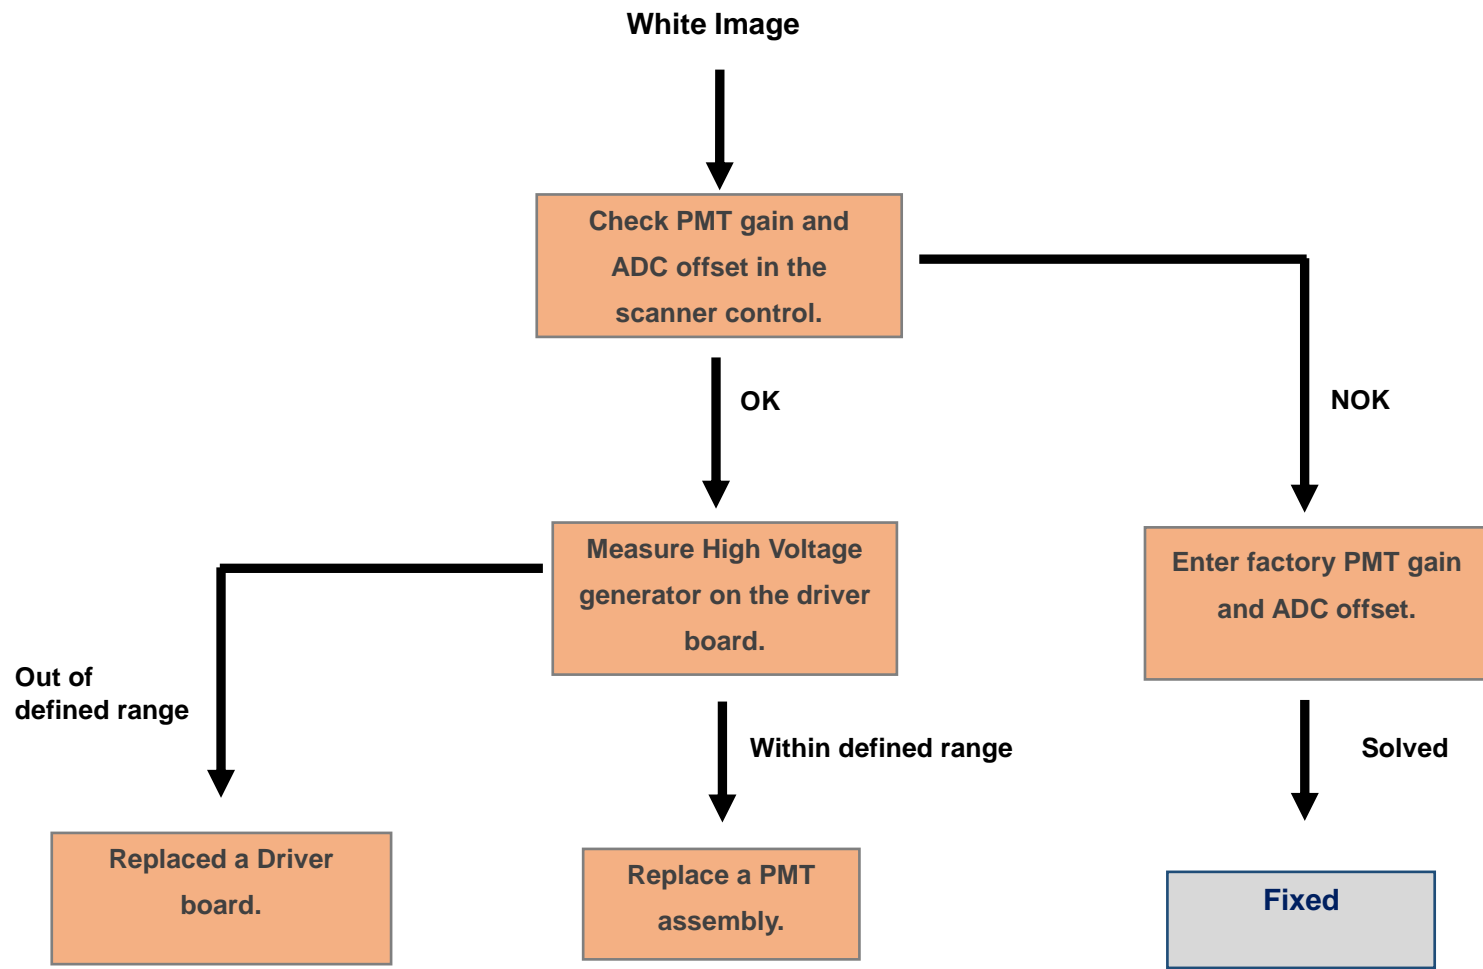 White Image
Check PMT gain and
ADC offset in the
scanner control.
OK
NOK
Measure High Voltage
generator on the driver
board.
Enter factory PMT gain
and ADC offset.
Out of
defined range
Within defined range
Solved
Replaced a Driver
board.
Replace a PMT
assembly.
Fixed